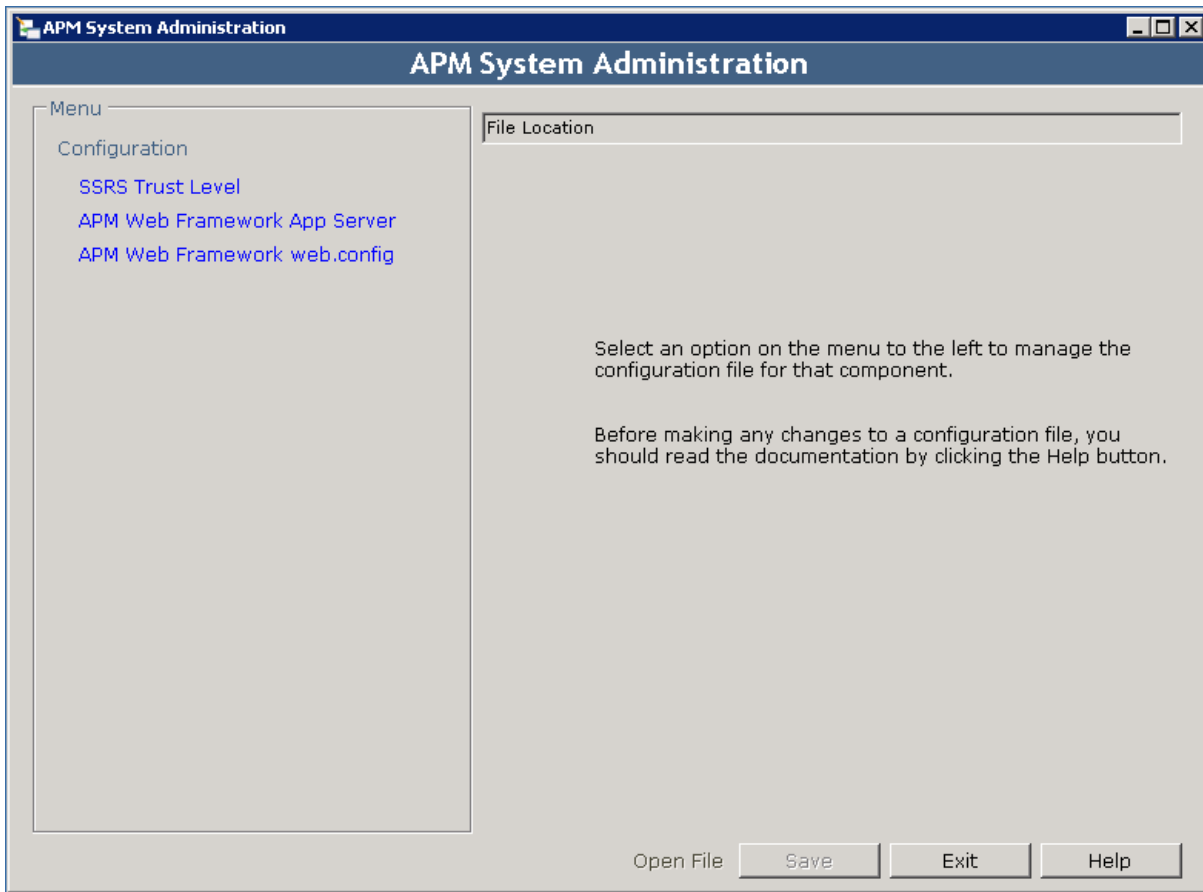 APM System Administration
APM System Administration
Menu
Configuration
SSRS Trust Level
APM Web Framework App Server
APM Web Framework web.config
File Location
Select an option on the menu to the left to manage the
configuration file for that component.
Before making any changes to a configuration file, you
should read the documentation by clicking the Help button.
Open File
Save
Exit
Help